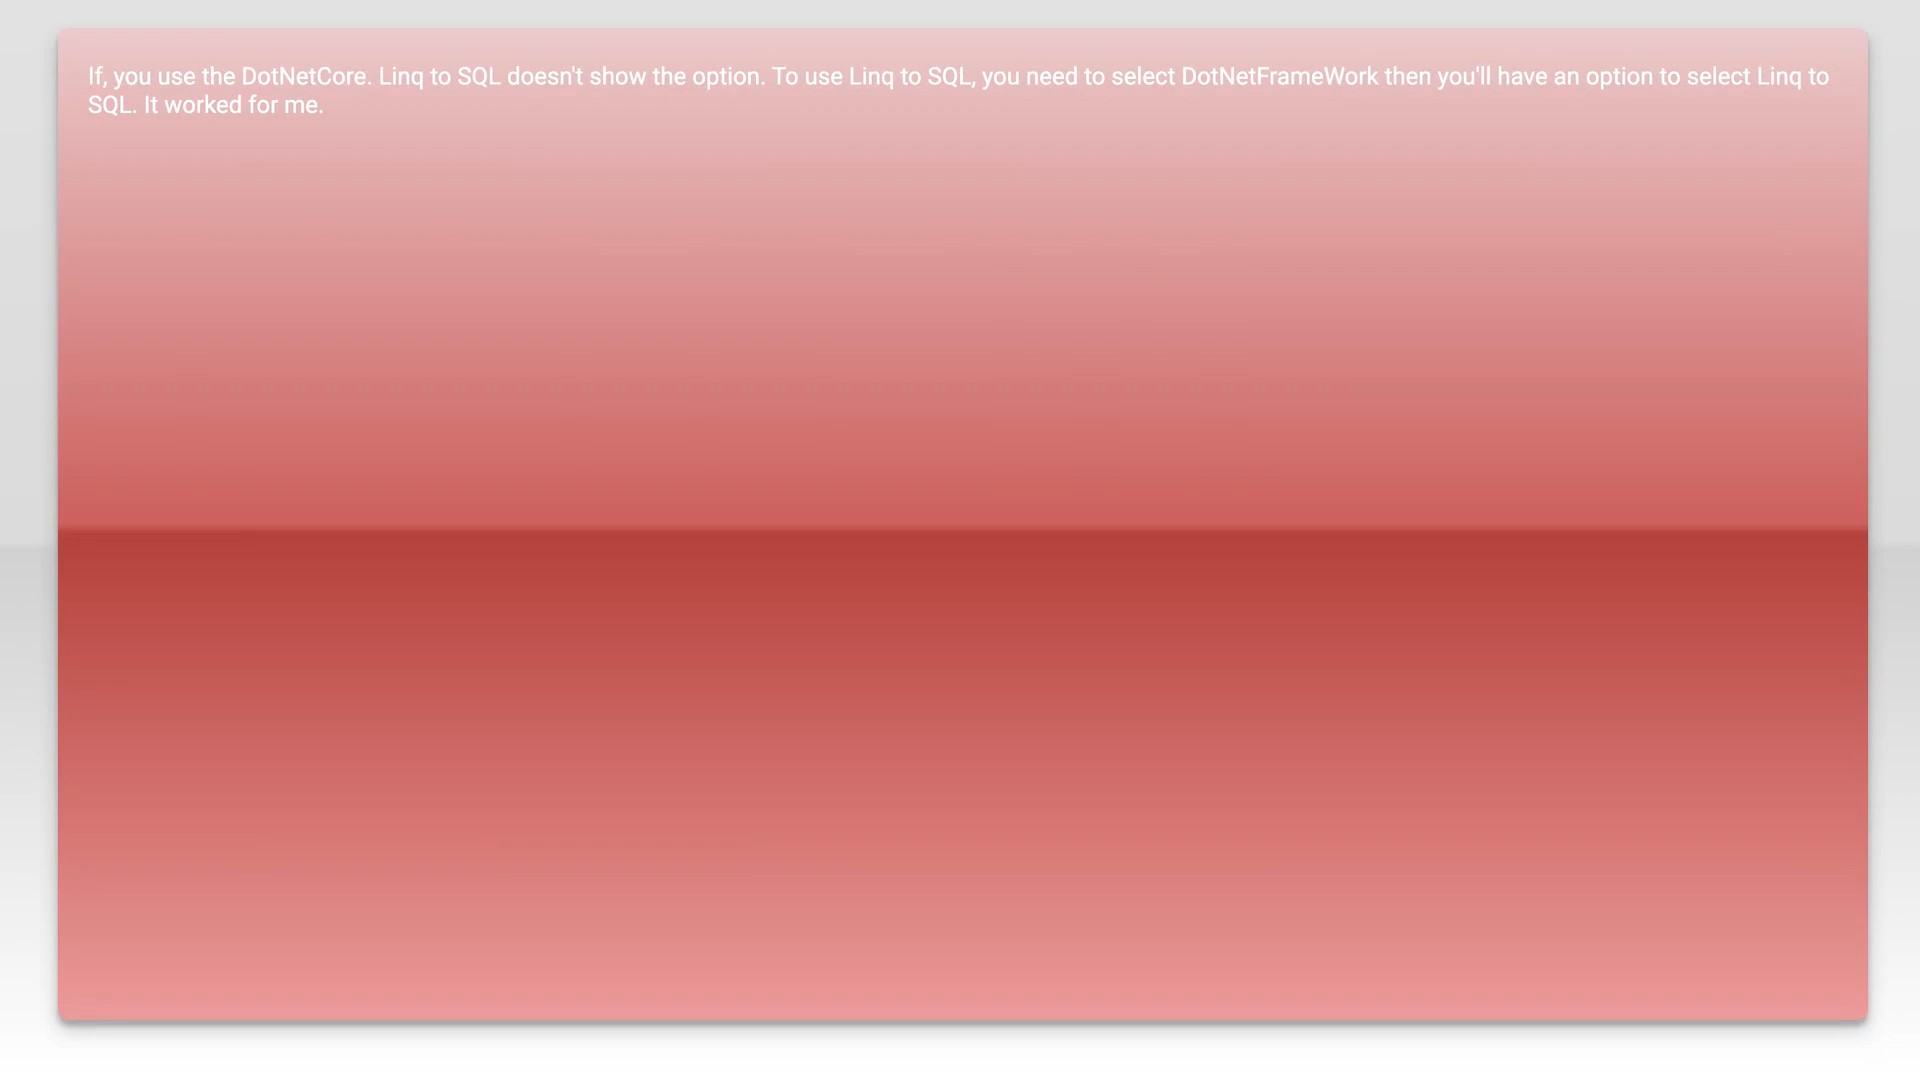 If, you use the DotNetCore. Linq to SQL doesn't show the option. To use Linq to SQL, you need to select DotNetFrameWork then you'll have an option to select Linq to
SQL. It worked for me.